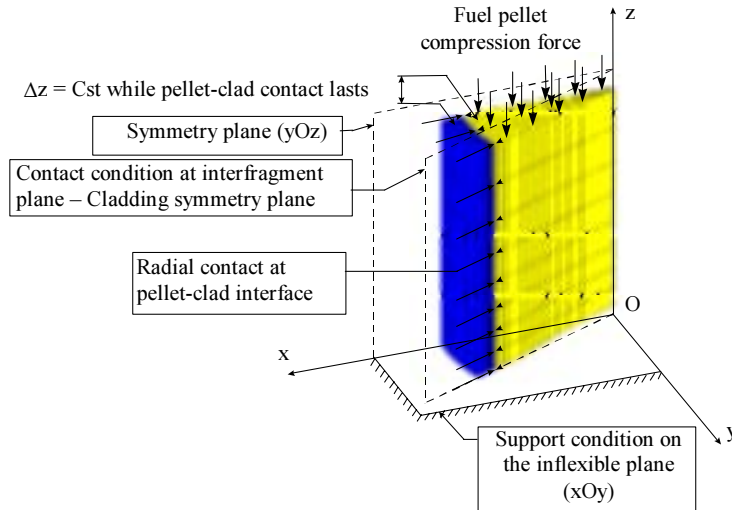 Fuel pellet
compression force
z
Δz = Cst while pellet-clad contact lasts
Symmetry plane (yOz)
Contact condition at interfragment
plane – Cladding symmetry plane
Radial contact at
pellet-clad interface
O
x
y
Support condition on
the inflexible plane
(xOy)